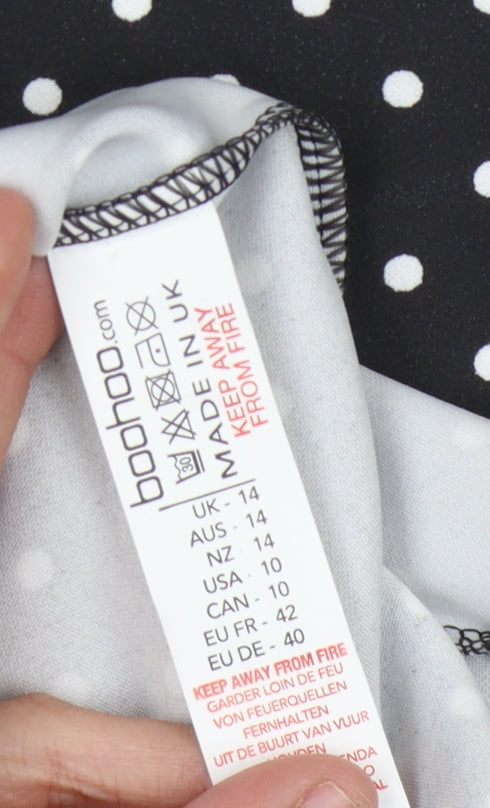 boohoo.com
30
MADE IN UK
KEEP AWAY
FROM FIRE
UK - 14
AUS - 14
NZ - 14
USA - 10
CAN - 10
EU FR - 42
EU DE - 40
KEEP AWAY FROM FIRE
GARDER LOIN DE FEU
VON FEUERQUELLEN
FERNHALTEN
UIT DE BUURT VAN VUUR